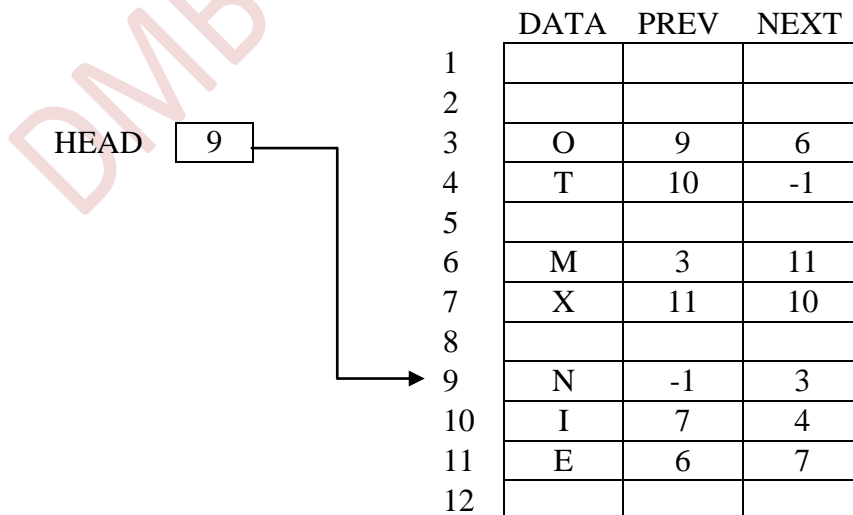 DATA PREV NEXT
1
2
HEAD 9 3 O 9 6
4 T 10 -1
5
6 M 3 11
7 X 11 10
8
9 N -1 3
10 I 7 4
11 E 6 7
12
DMB